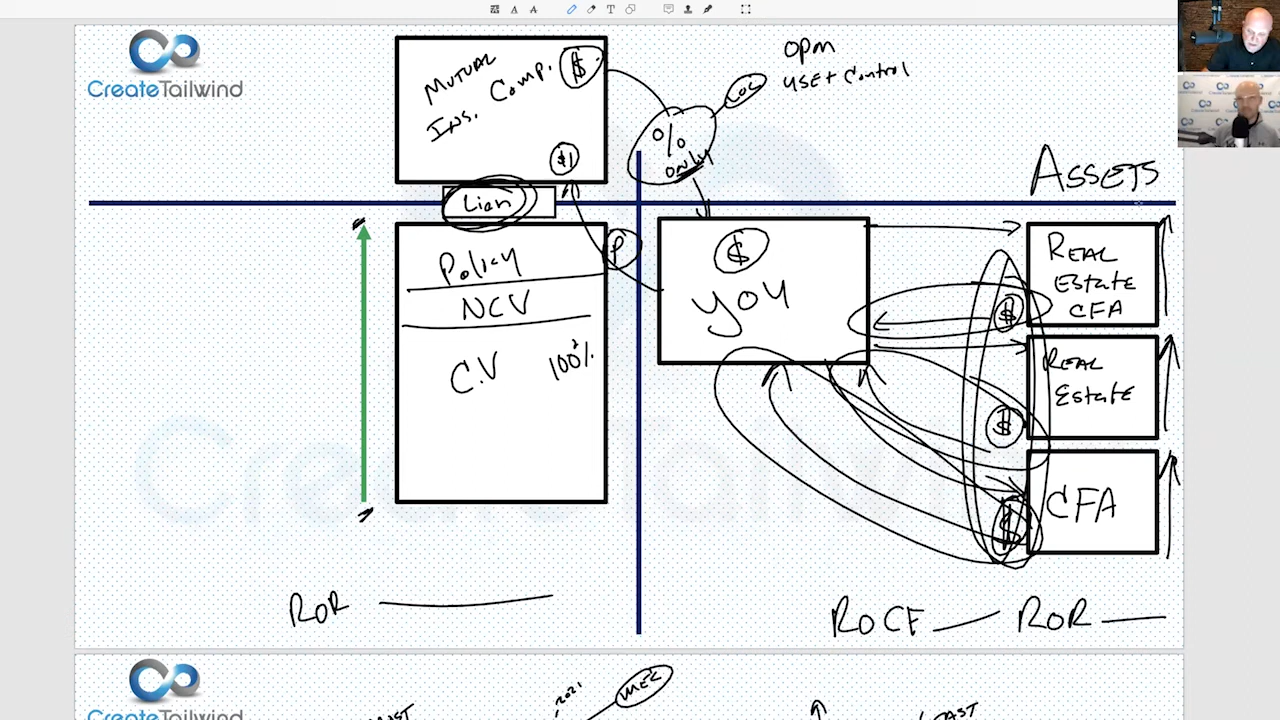 CreateTailwind
MUTUAL
INS. COMP.
$
$1
% only
LOC
OPM
USE + Control
ASSETS
Lien
Policy
NCV
C.V 100%
P
$
YOU
REAL
ESTATE
CFA
$
REAL
ESTATE
$
CFA
$
ROR
ROCF
ROR
CreateTailwind
2021
MEC